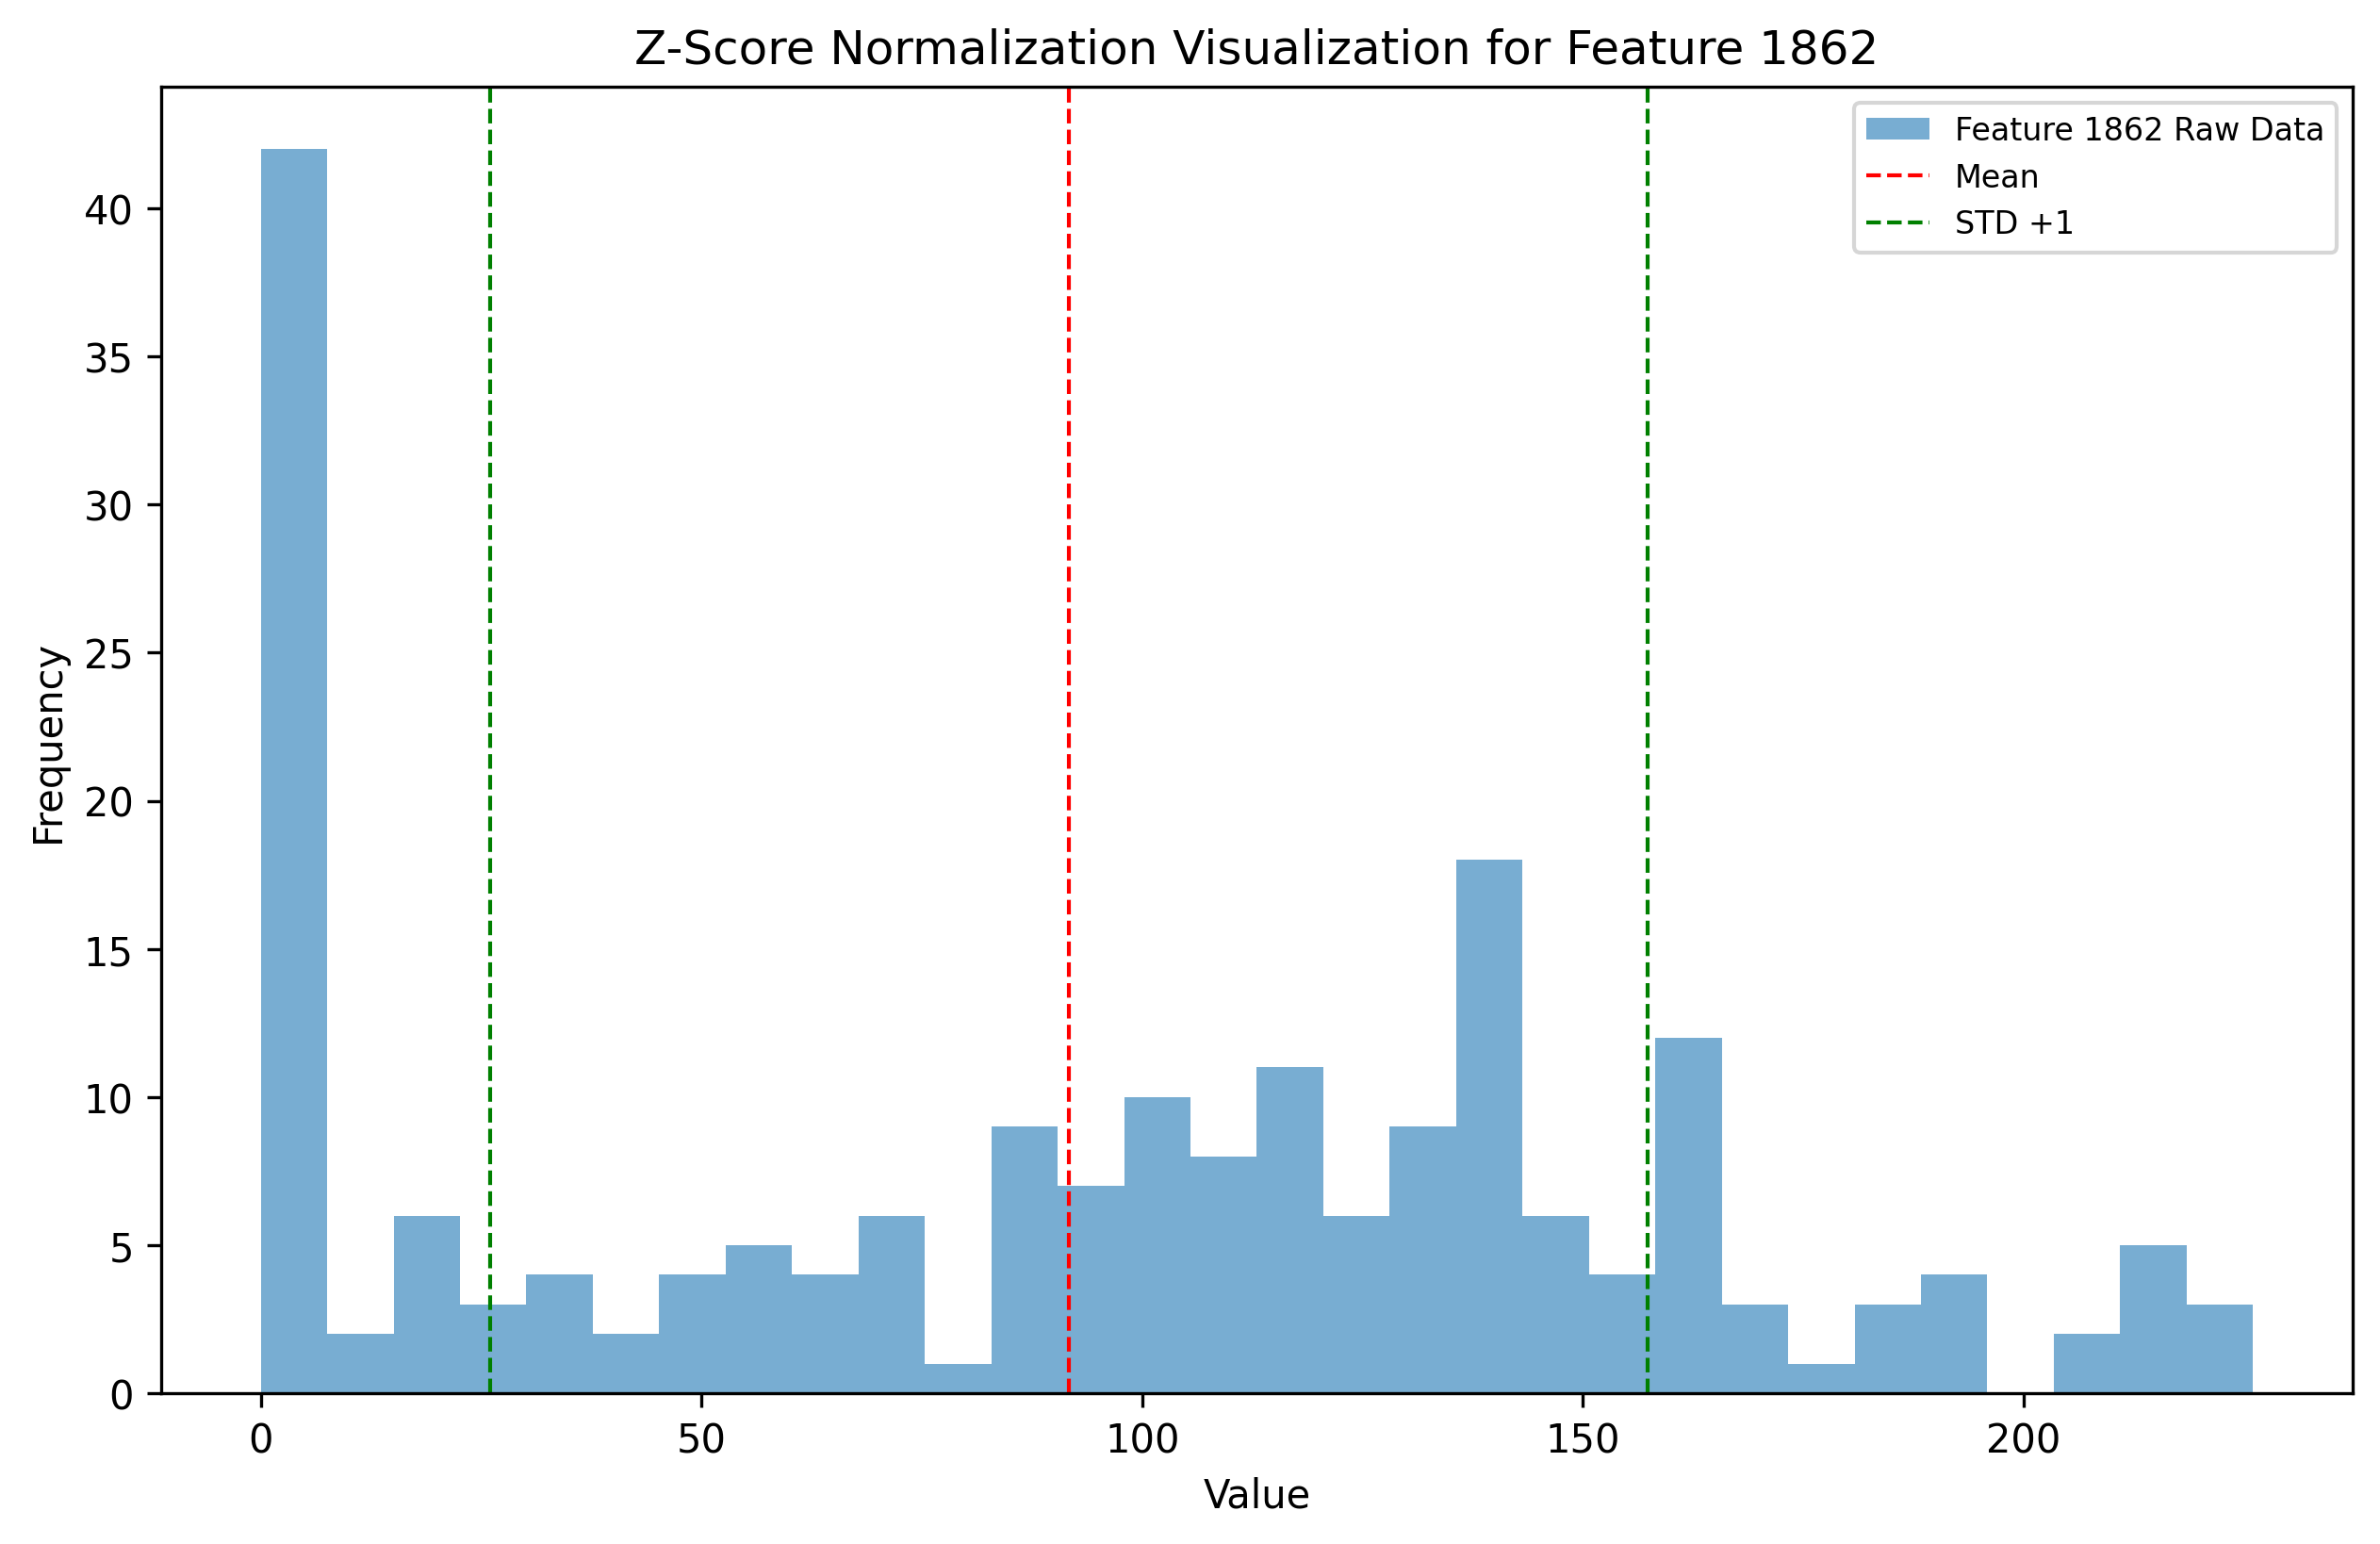 Z-Score Normalization Visualization for Feature 1862
Feature 1862 Raw Data
Mean
STD +1
40
35
30
25
20
15
10
5
0
Frequency
0 50 100 150 200
Value